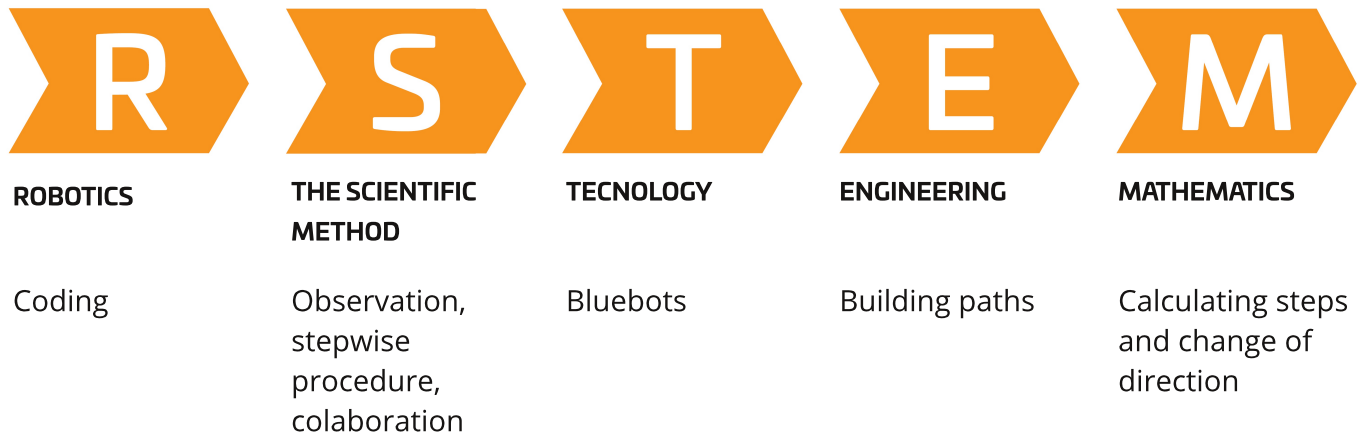 R
S
T
E
M
ROBOTICS
THE SCIENTIFIC
METHOD
TECNOLOGY
ENGINEERING
MATHEMATICS
Coding
Observation,
stepwise
procedure,
colaboration
Bluebots
Building paths
Calculating steps
and change of
direction